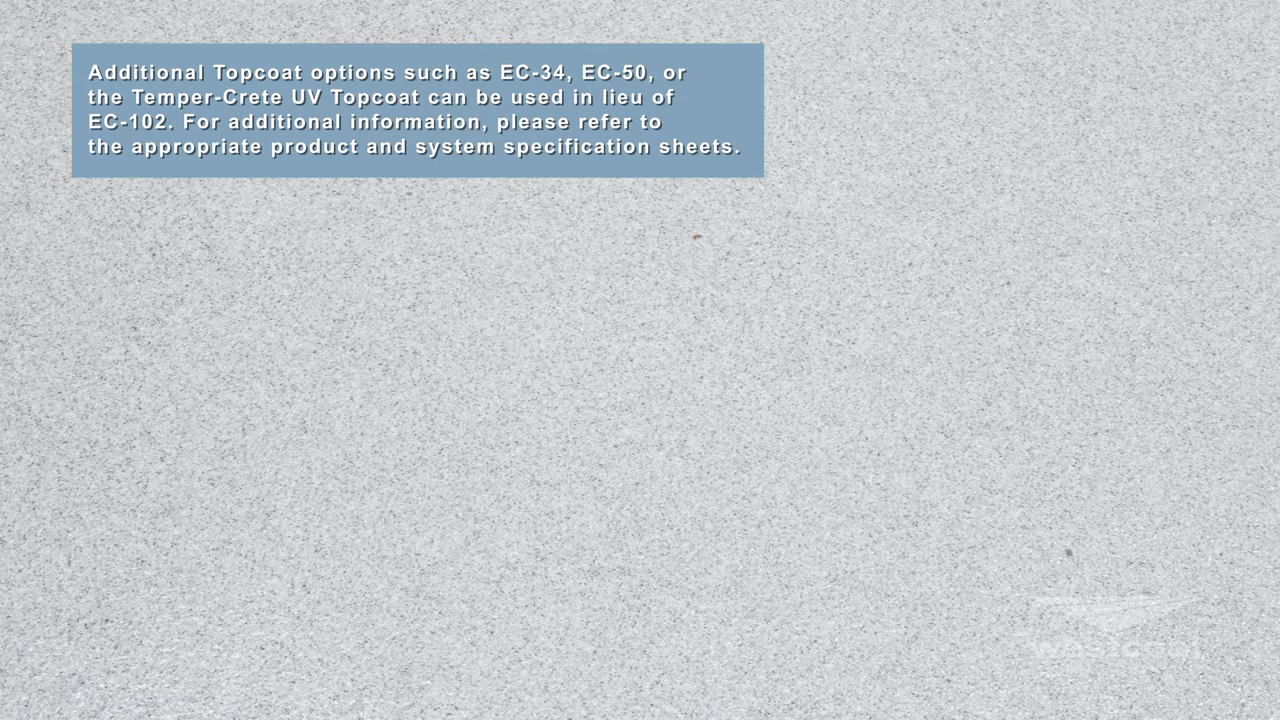 Additional Topcoat options such as EC-34, EC-50, or
the Temper-Crete UV Topcoat can be used in lieu of
EC-102. For additional information, please refer to
the appropriate product and system specification sheets.